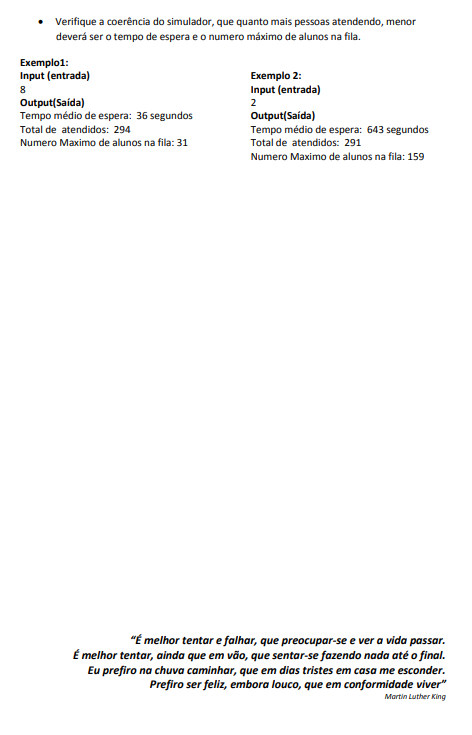 • Verifique a coerência do simulador, que quanto mais pessoas atendendo, menor
deverá ser o tempo de espera e o numero máximo de alunos na fila.
Exemplo1:
Input (entrada)
8
Output(Saída)
Tempo médio de espera: 36 segundos
Total de atendidos: 294
Numero Maximo de alunos na fila: 31
Exemplo 2:
Input (entrada)
2
Output(Saída)
Tempo médio de espera: 643 segundos
Total de atendidos: 291
Numero Maximo de alunos na fila: 159
“É melhor tentar e falhar, que preocupar-se e ver a vida passar.
É melhor tentar, ainda que em vão, que sentar-se fazendo nada até o final.
Eu prefiro na chuva caminhar, que em dias tristes em casa me esconder.
Prefiro ser feliz, embora louco, que em conformidade viver”
Martin Luther King